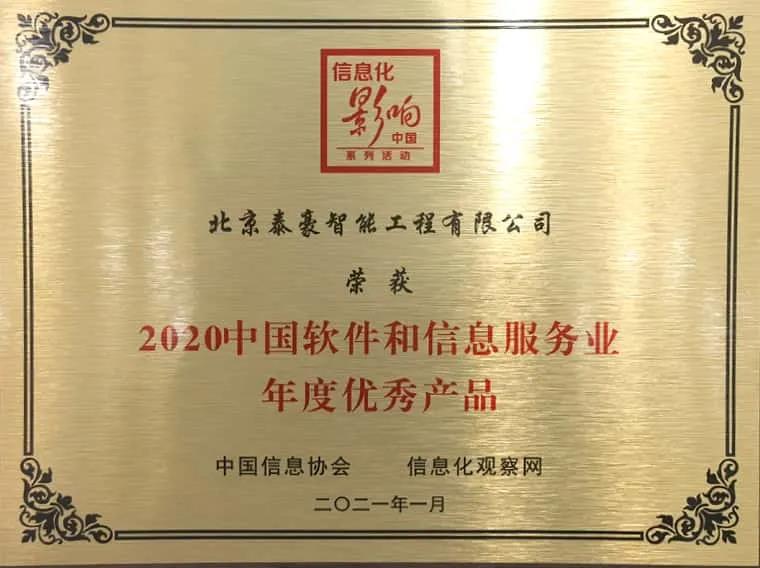 信息化
影响
中国
系列活动
北京泰豪智能工程有限公司
荣 获
2020中国软件和信息服务业
年度优秀产品
中国信息协会 信息化观察网
二〇二一年一月